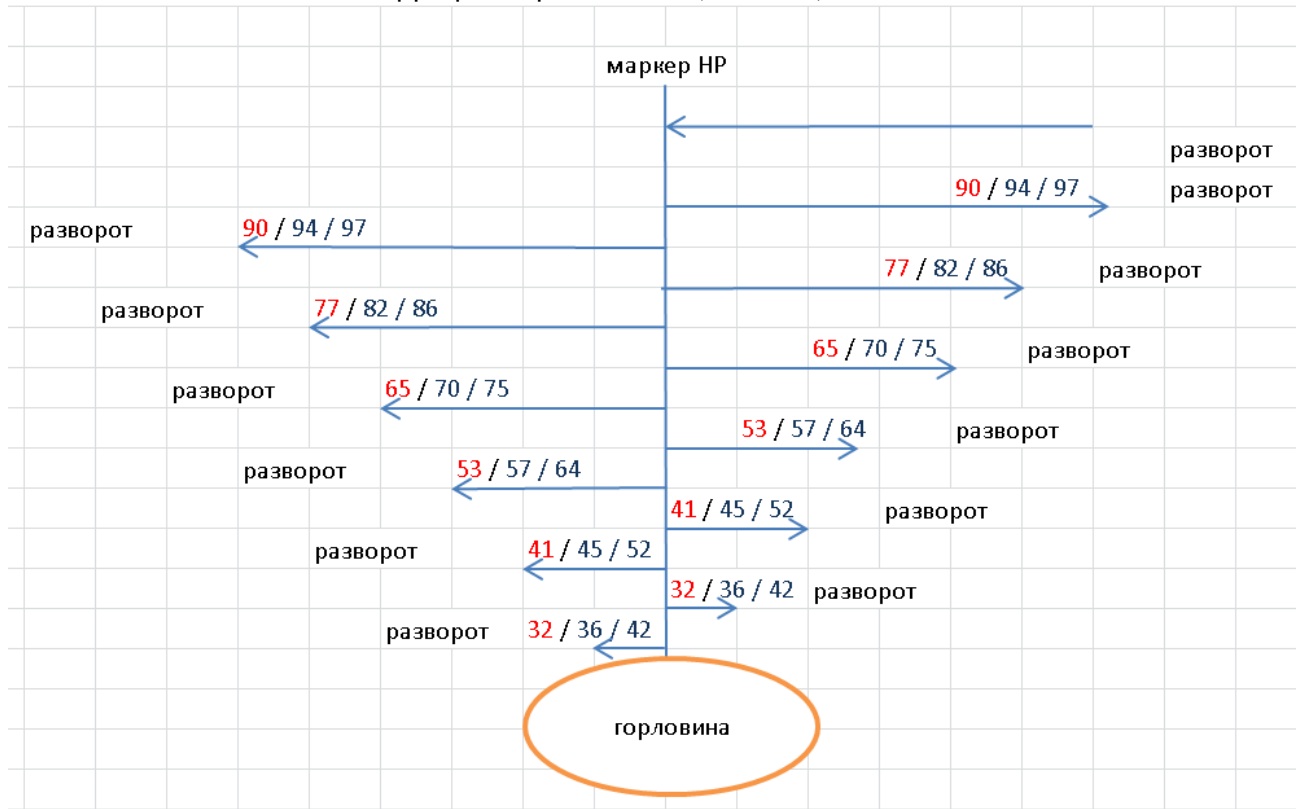 маркер НР
разворот
90 / 94 / 97 разворот
разворот 90 / 94 / 97
77 / 82 / 86 разворот
разворот 77 / 82 / 86
65 / 70 / 75 разворот
разворот 65 / 70 / 75
53 / 57 / 64 разворот
разворот 53 / 57 / 64
41 / 45 / 52 разворот
разворот 41 / 45 / 52
32 / 36 / 42 разворот
разворот 32 / 36 / 42
горловина